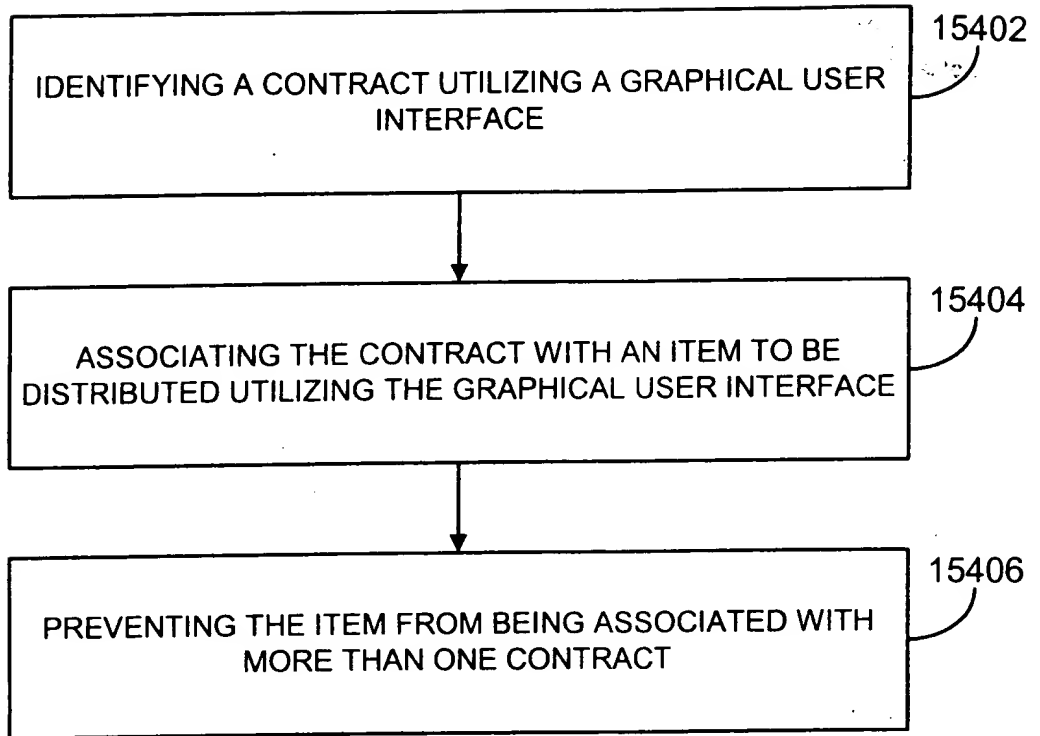 15402
IDENTIFYING A CONTRACT UTILIZING A GRAPHICAL USER
INTERFACE
15404
ASSOCIATING THE CONTRACT WITH AN ITEM TO BE
DISTRIBUTED UTILIZING THE GRAPHICAL USER INTERFACE
15406
PREVENTING THE ITEM FROM BEING ASSOCIATED WITH
MORE THAN ONE CONTRACT